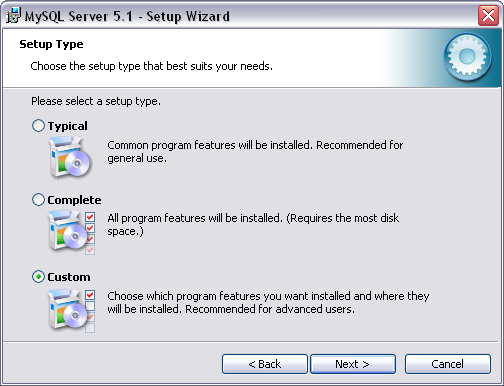 MySQL Server 5.1 - Setup Wizard
Setup Type
Choose the setup type that best suits your needs.
Please select a setup type.
Typical
Common program features will be installed. Recommended for
general use.
Complete
All program features will be installed. (Requires the most disk
space.)
Custom
Choose which program features you want installed and where they
will be installed. Recommended for advanced users.
< Back
Next >
Cancel